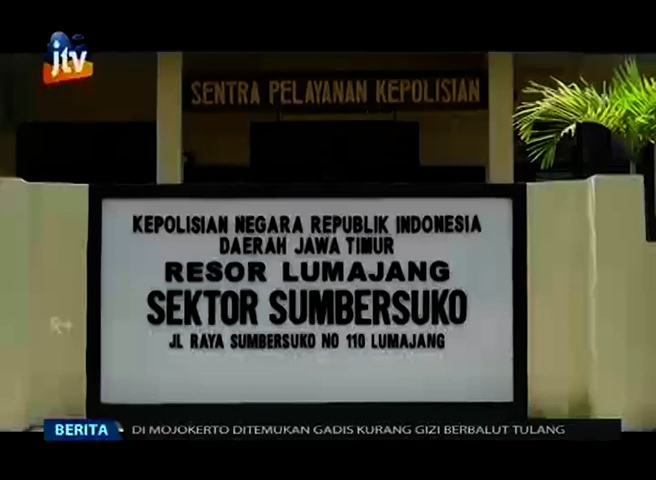 jtv
SENTRA PELAYANAN KEPOLISIAN
KEPOLISIAN NEGARA REPUBLIK INDONESIA
DAERAH JAWA TIMUR
RESOR LUMAJANG
SEKTOR SUMBERSUKO
JL RAYA SUMBERSUKO NO 110 LUMAJANG
BERITA DI MOJOKERTO DITEMUKAN GADIS KURANG GIZI BERBALUT TULANG